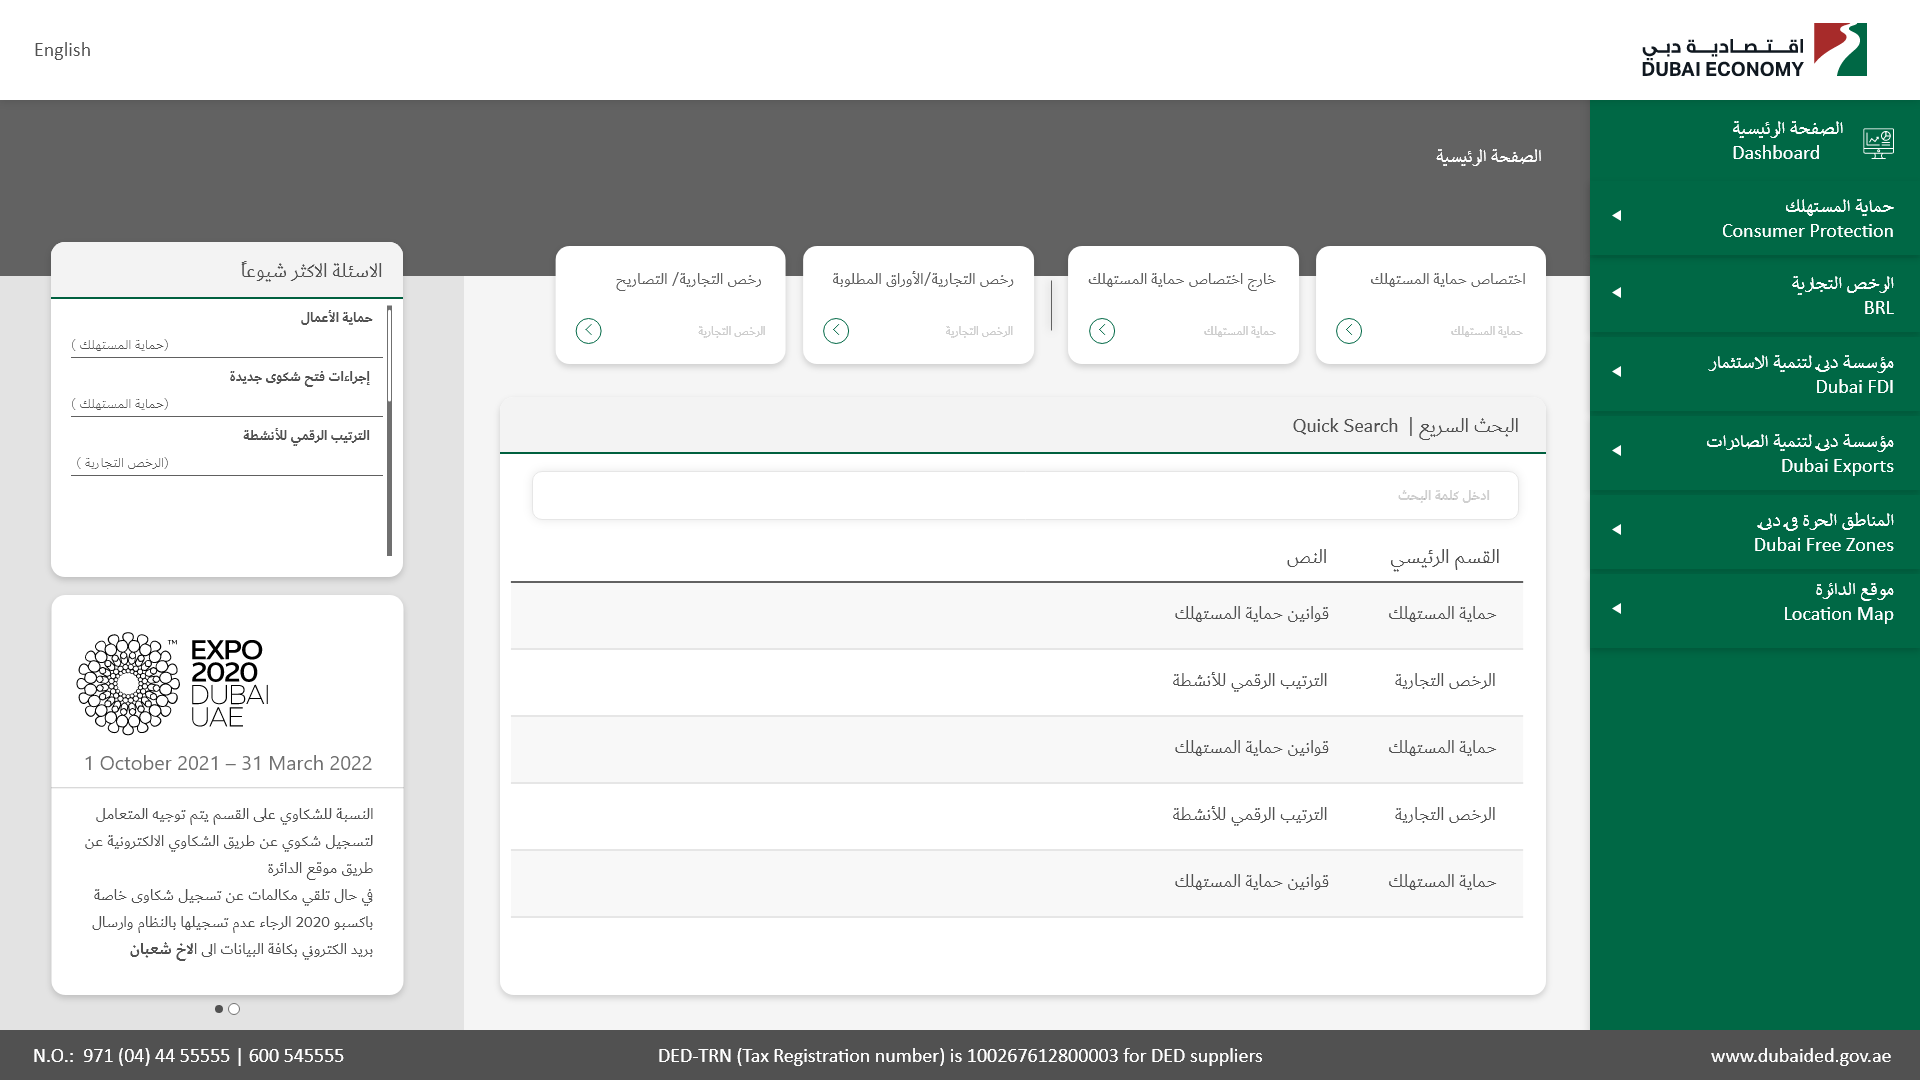 English
اقتصادية دبي
DUBAI ECONOMY
الصفحة الرئيسية
Dashboard
حماية المستهلك
Consumer Protection
الرخص التجارية
BRL
مؤسسة دبي لتنمية الاستثمار
Dubai FDI
مؤسسة دبي لتنمية الصادرات
Dubai Exports
المناطق الحرة في دبي
Dubai Free Zones
موقع الدائرة
Location Map
الصفحة الرئيسية
اختصاص حماية المستهلك
حماية المستهلك
خارج اختصاص حماية المستهلك
حماية المستهلك
رخص التجارية/الأوراق المطلوبة
الرخص التجارية
رخص التجارية/ التصاريح
الرخص التجارية
البحث السريع | Quick Search
ادخل كلمة البحث
القسم الرئيسي النص
حماية المستهلك قوانين حماية المستهلك
الرخص التجارية الترتيب الرقمي للأنشطة
حماية المستهلك قوانين حماية المستهلك
الرخص التجارية الترتيب الرقمي للأنشطة
حماية المستهلك قوانين حماية المستهلك
الاسئلة الاكثر شيوعاً
حماية الأعمال
(حماية المستهلك )
إجراءات فتح شكوى جديدة
(حماية المستهلك )
الترتيب الرقمي للأنشطة
(الرخص التجارية )
EXPO
2020
DUBAI
UAE
™
1 October 2021 – 31 March 2022
النسبة للشكاوي على القسم يتم توجيه المتعامل
لتسجيل شكوي عن طريق الشكاوي الالكترونية عن
طريق موقع الدائرة
في حال تلقي مكالمات عن تسجيل شكاوى خاصة
باكسبو 2020 الرجاء عدم تسجيلها بالنظام وارسال
بريد الكتروني بكافة البيانات الى الاخ شعبان
N.O.: 971 (04) 44 55555 | 600 545555
DED-TRN (Tax Registration number) is 100267612800003 for DED suppliers
www.dubaided.gov.ae